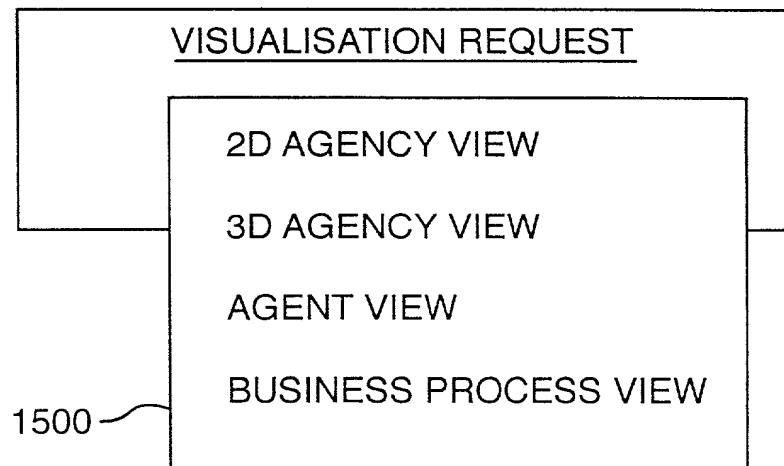 VISUALISATION REQUEST
2D AGENCY VIEW
3D AGENCY VIEW
AGENT VIEW
BUSINESS PROCESS VIEW
1500